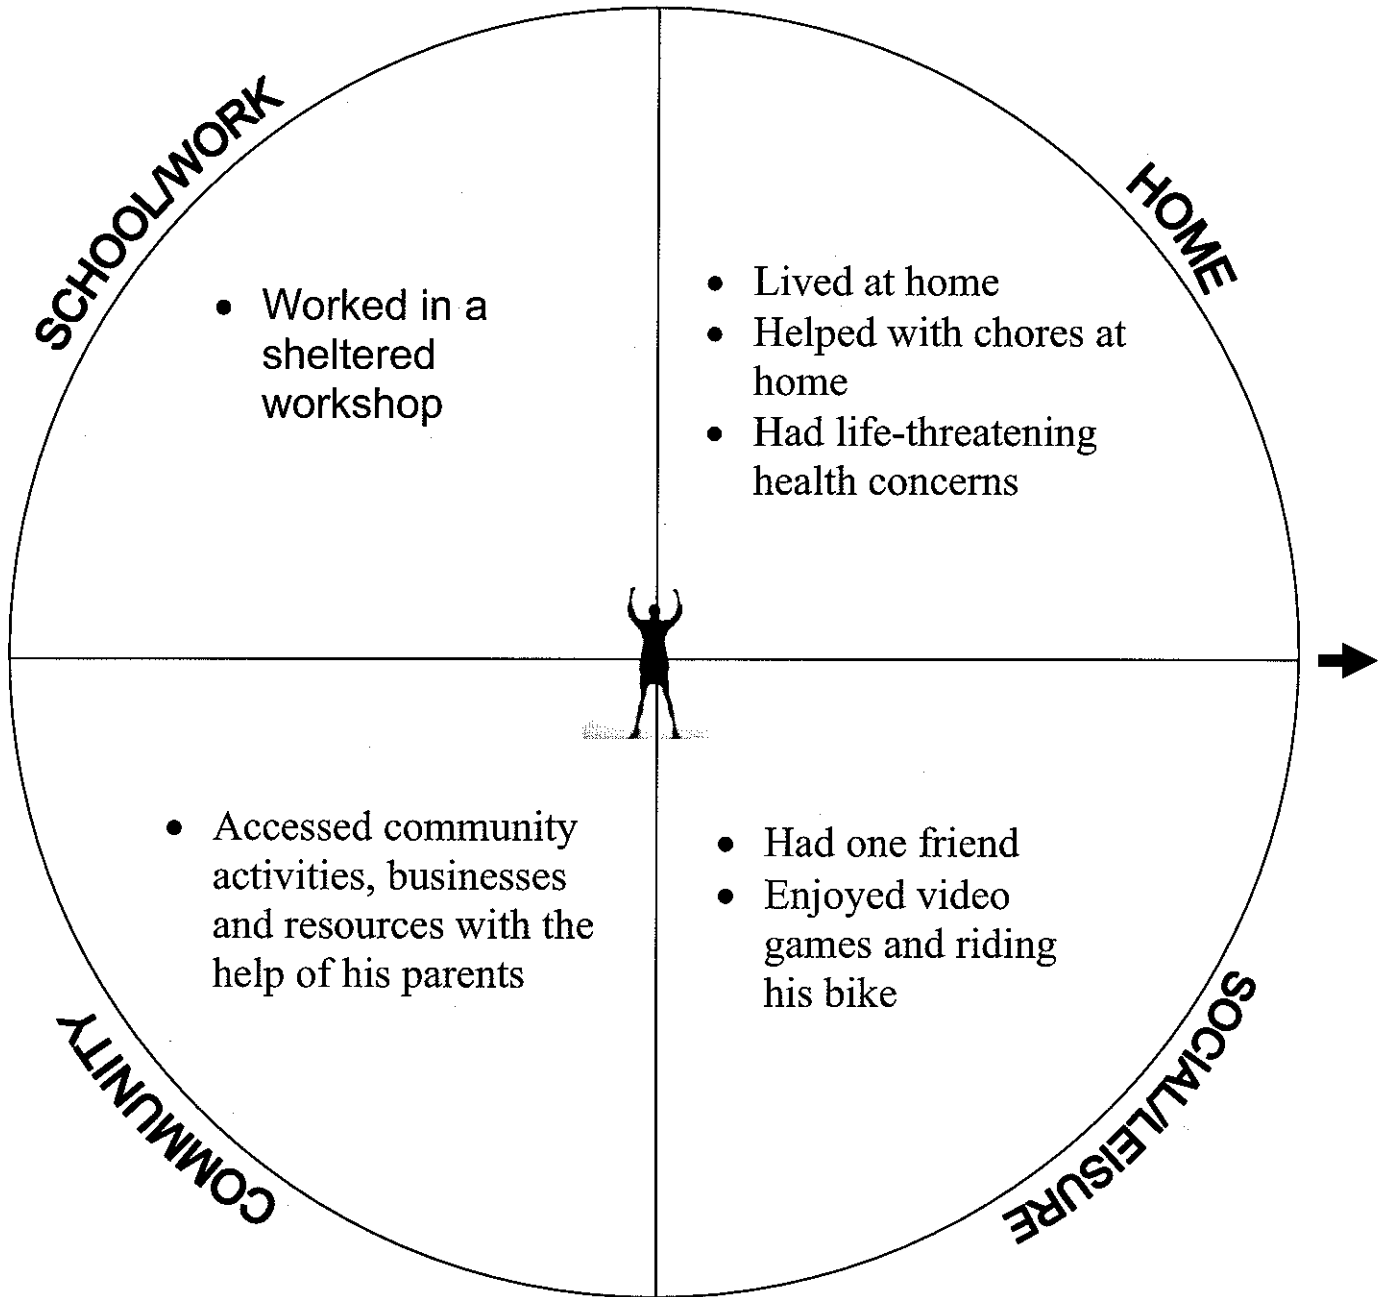 SCHOOL/WORK
• Worked in a
sheltered
workshop
HOME
• Lived at home
• Helped with chores at
home
• Had life-threatening
health concerns
COMMUNITY
• Accessed community
activities, businesses
and resources with the
help of his parents
SOCIAL/LEISURE
• Had one friend
• Enjoyed video
games and riding
his bike